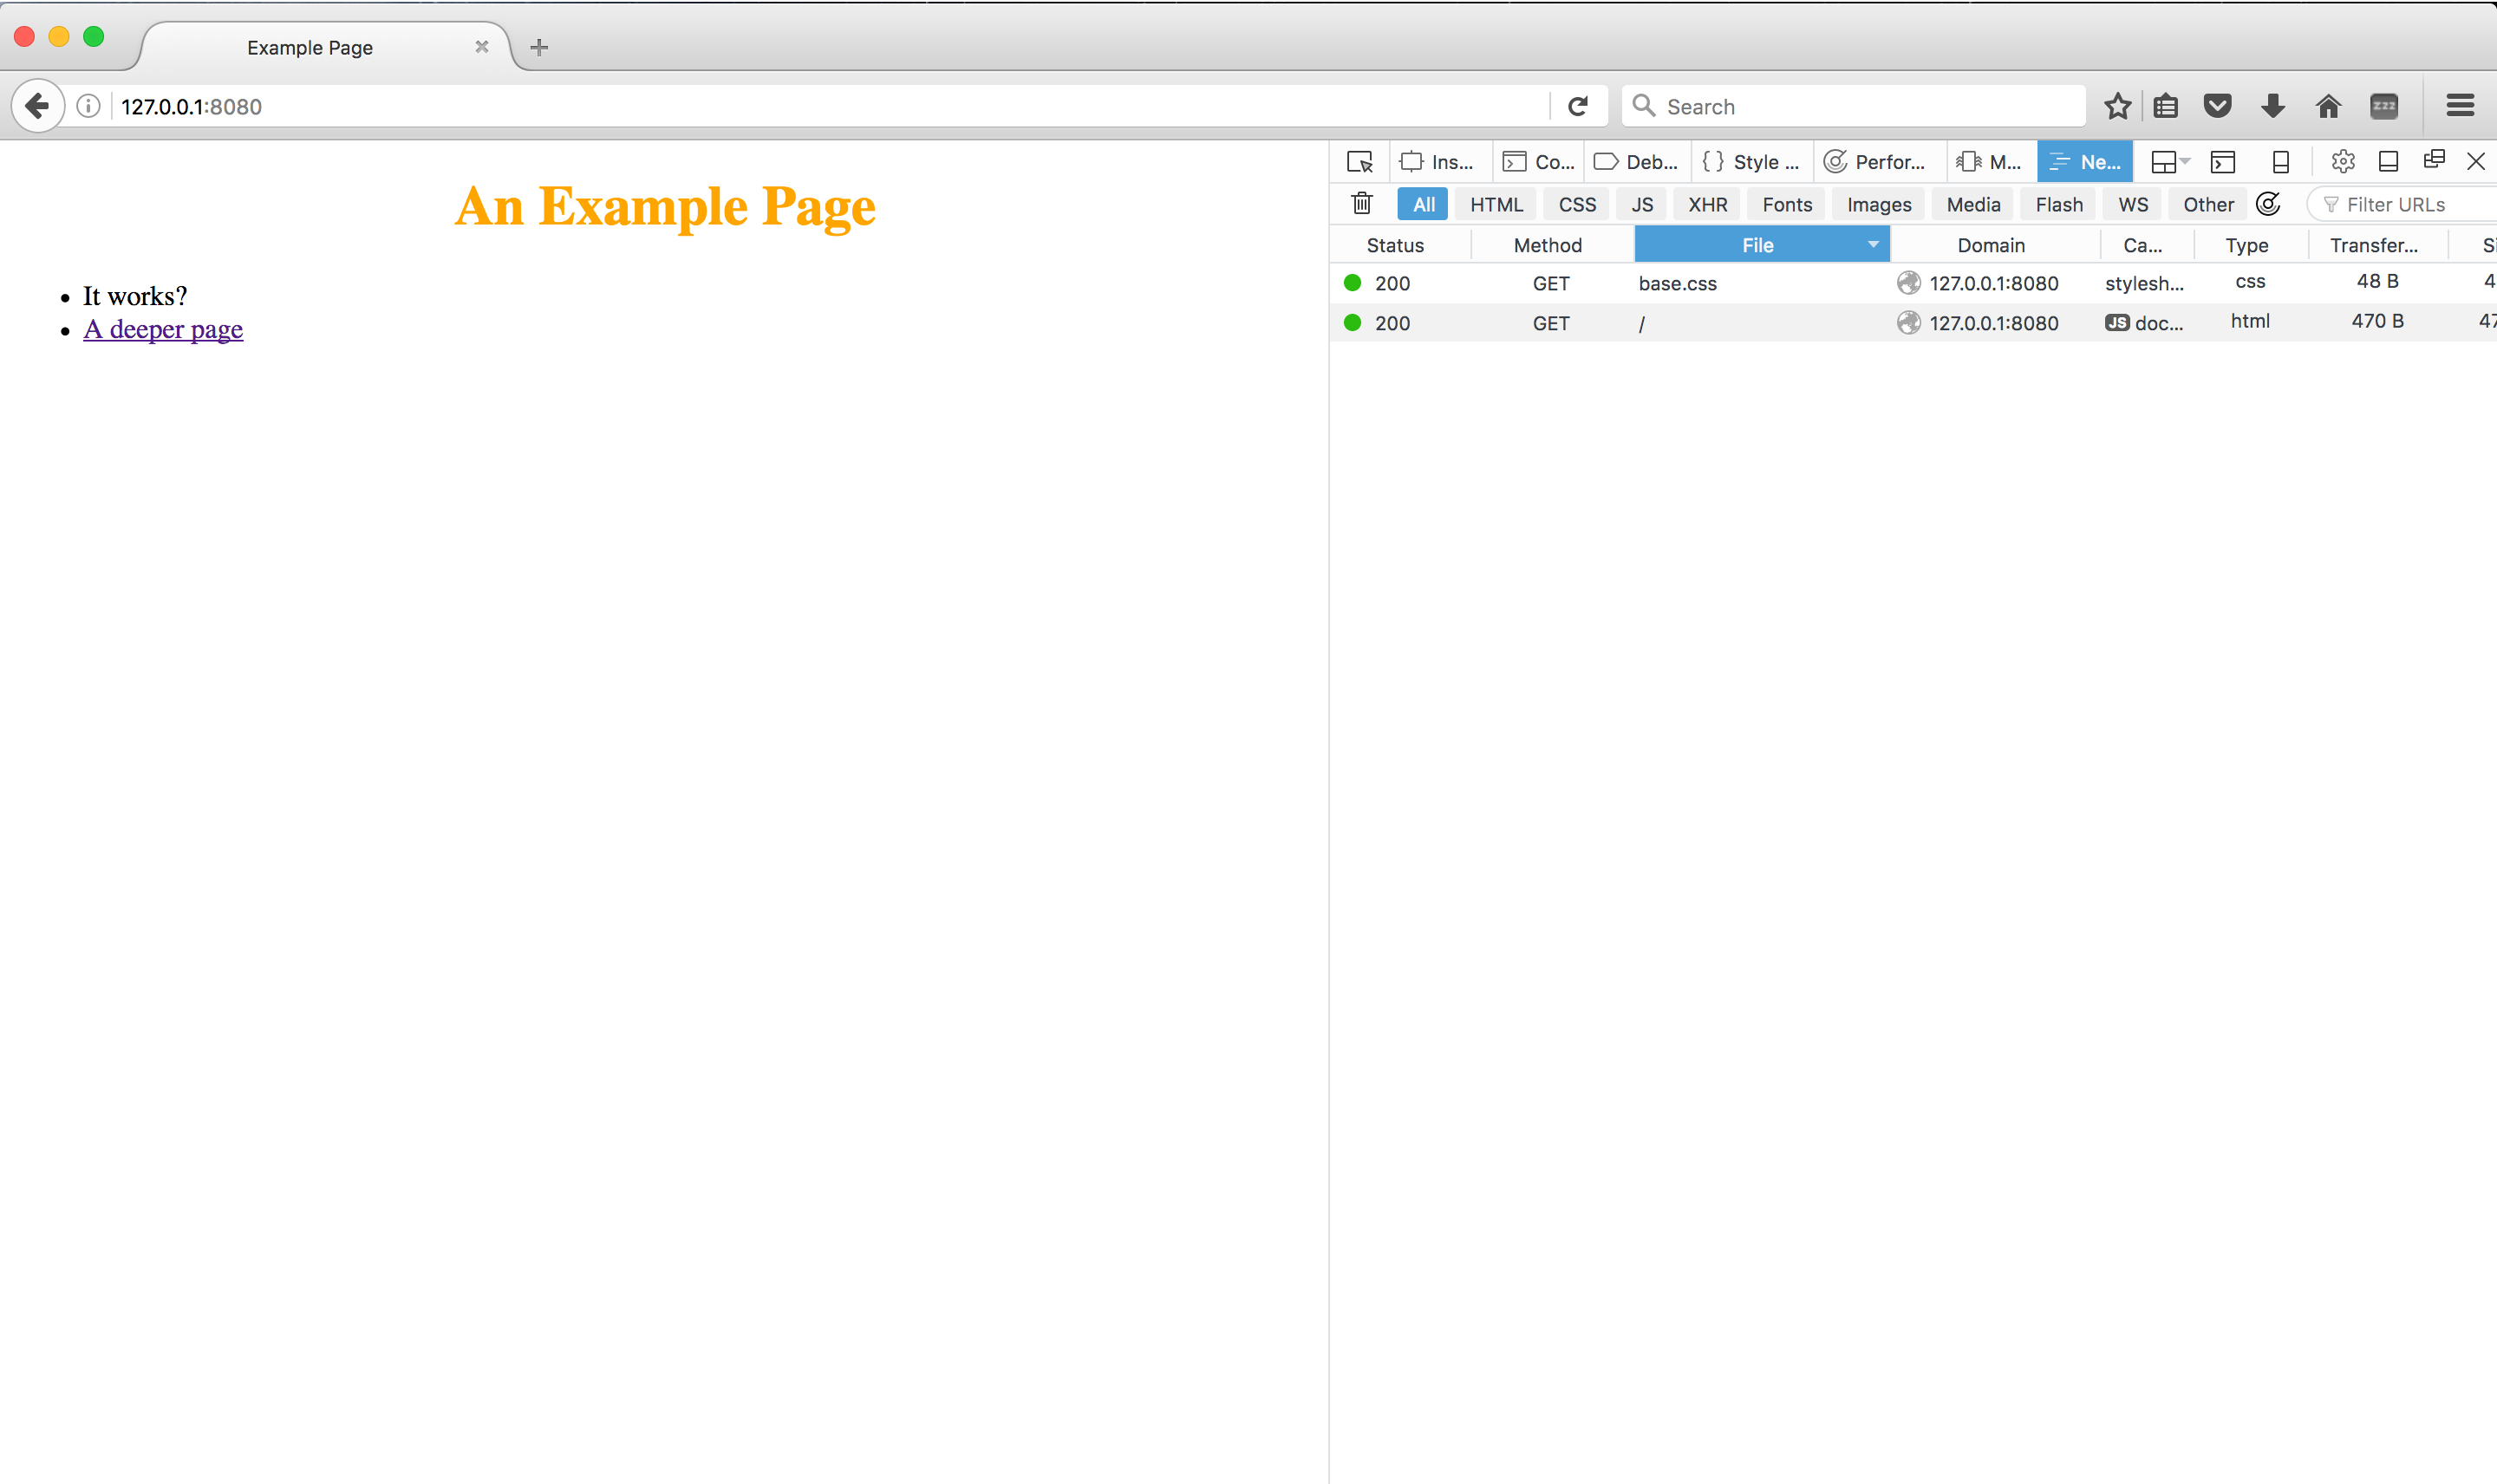 Example Page
127.0.0.1:8080
Search
An Example Page
It works?
A deeper page
Ins... Co... Deb... { } Style ... Perfor... M... Ne...
All HTML CSS JS XHR Fonts Images Media Flash WS Other Filter URLs
Status Method File Domain Ca... Type Transfer... Si
200 GET base.css 127.0.0.1:8080 stylesh... css 48 B 4
200 GET / 127.0.0.1:8080 JS doc... html 470 B 47